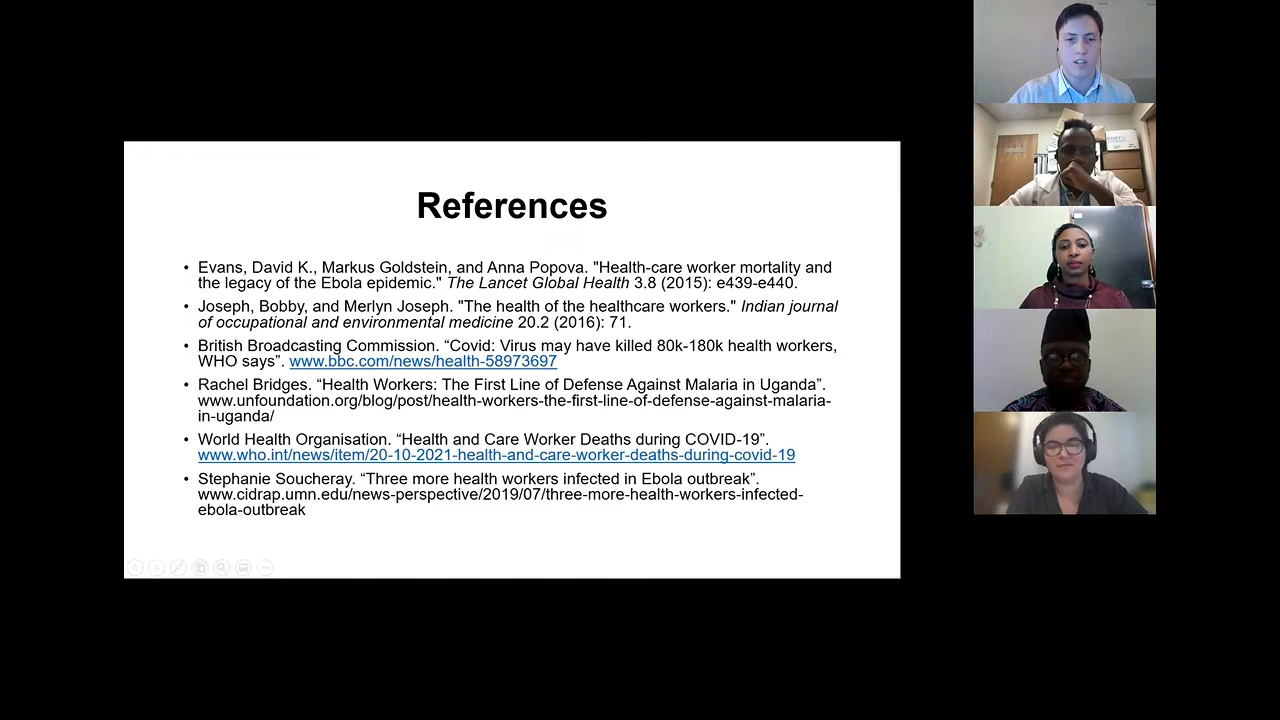 References
• Evans, David K., Markus Goldstein, and Anna Popova. "Health-care worker mortality and
the legacy of the Ebola epidemic." The Lancet Global Health 3.8 (2015): e439-e440.
• Joseph, Bobby, and Merlyn Joseph. "The health of the healthcare workers." Indian journal
of occupational and environmental medicine 20.2 (2016): 71.
• British Broadcasting Commission. “Covid: Virus may have killed 80k-180k health workers,
WHO says”. www.bbc.com/news/health-58973697
• Rachel Bridges. “Health Workers: The First Line of Defense Against Malaria in Uganda”.
www.unfoundation.org/blog/post/health-workers-the-first-line-of-defense-against-malaria-
in-uganda/
• World Health Organisation. “Health and Care Worker Deaths during COVID-19”.
www.who.int/news/item/20-10-2021-health-and-care-worker-deaths-during-covid-19
• Stephanie Soucheray. “Three more health workers infected in Ebola outbreak”.
www.cidrap.umn.edu/news-perspective/2019/07/three-more-health-workers-infected-
ebola-outbreak